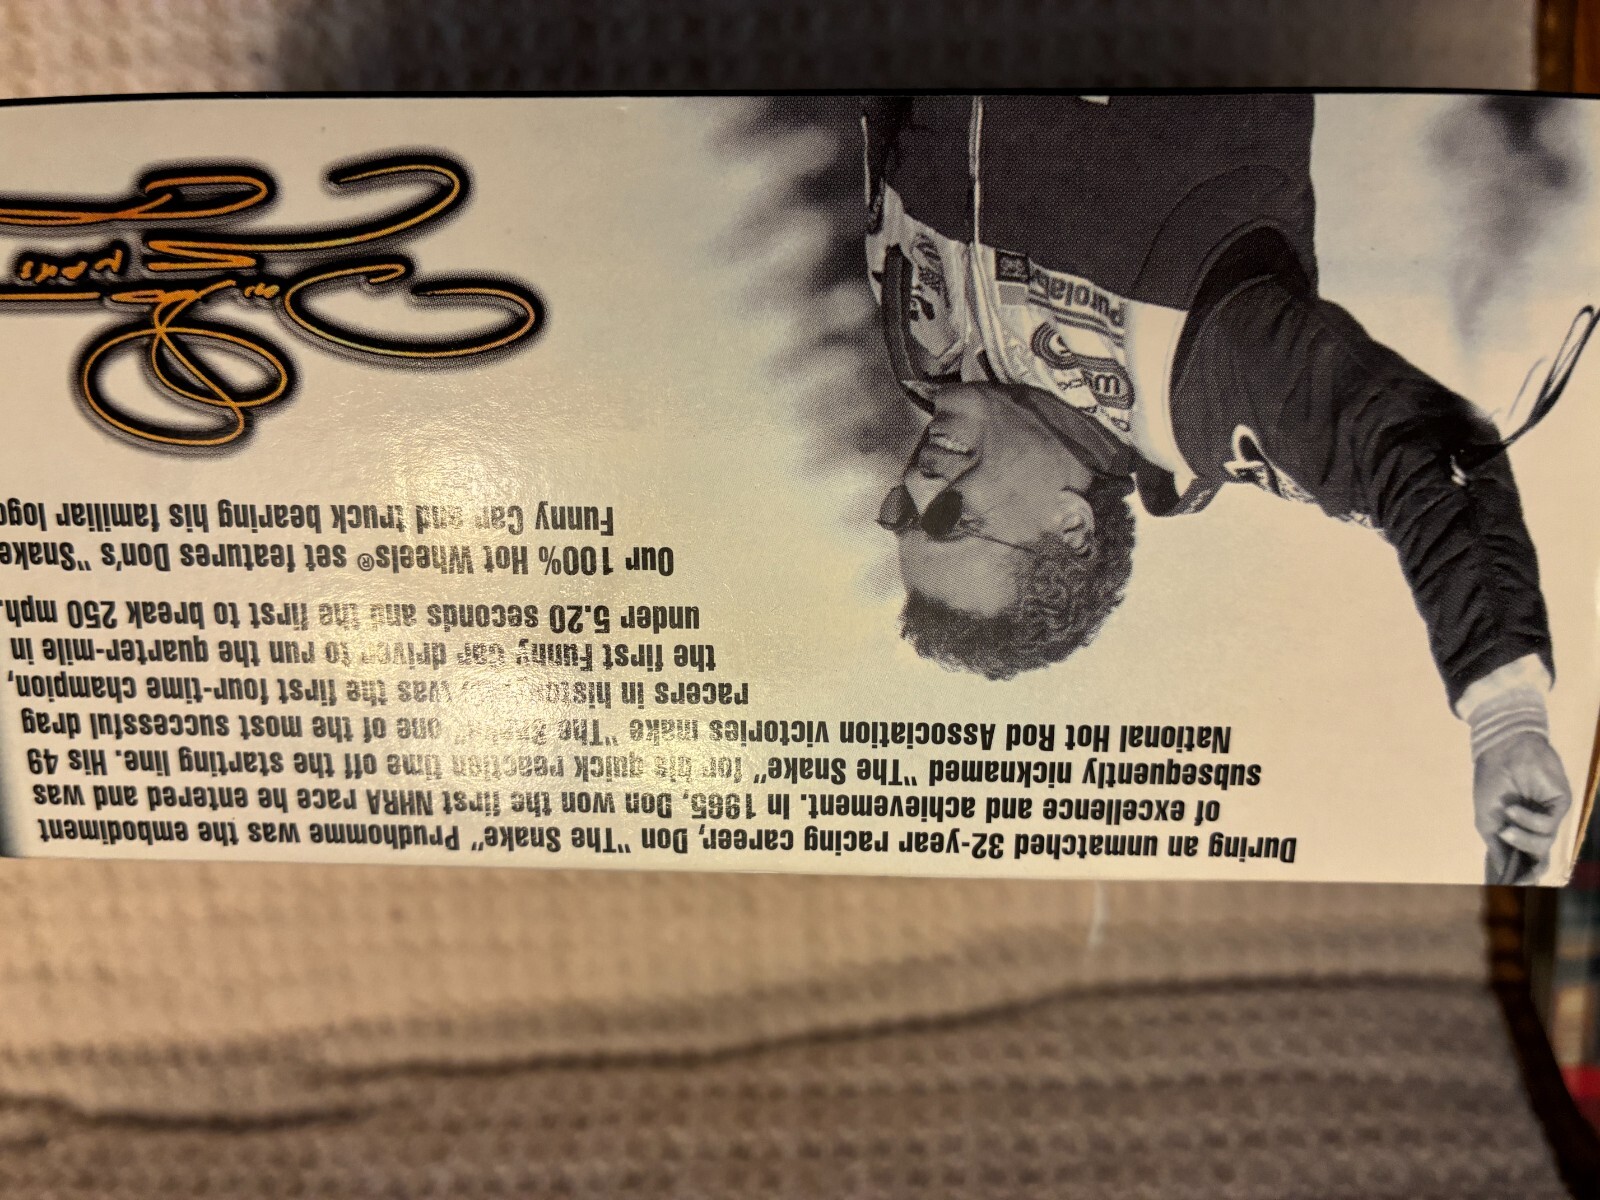 During an unmatched 32-year racing career, Don "The Snake" Prudhomme was the embodiment
of excellence and achievement. In 1965, Don won the first NHRA race he entered and was
subsequently nicknamed "The Snake" for his quick reaction time off the starting line. His 49
National Hot Rod Association victories make "The Snake" one of the most successful drag
racers in history. was the first four-time champion,
the first Funny Car driver to run the quarter-mile in
under 5.20 seconds and the first to break 250 mph.
Our 100% Hot Wheels® set features Don's "Snake
Funny Car and truck bearing his familiar logo
Purolat